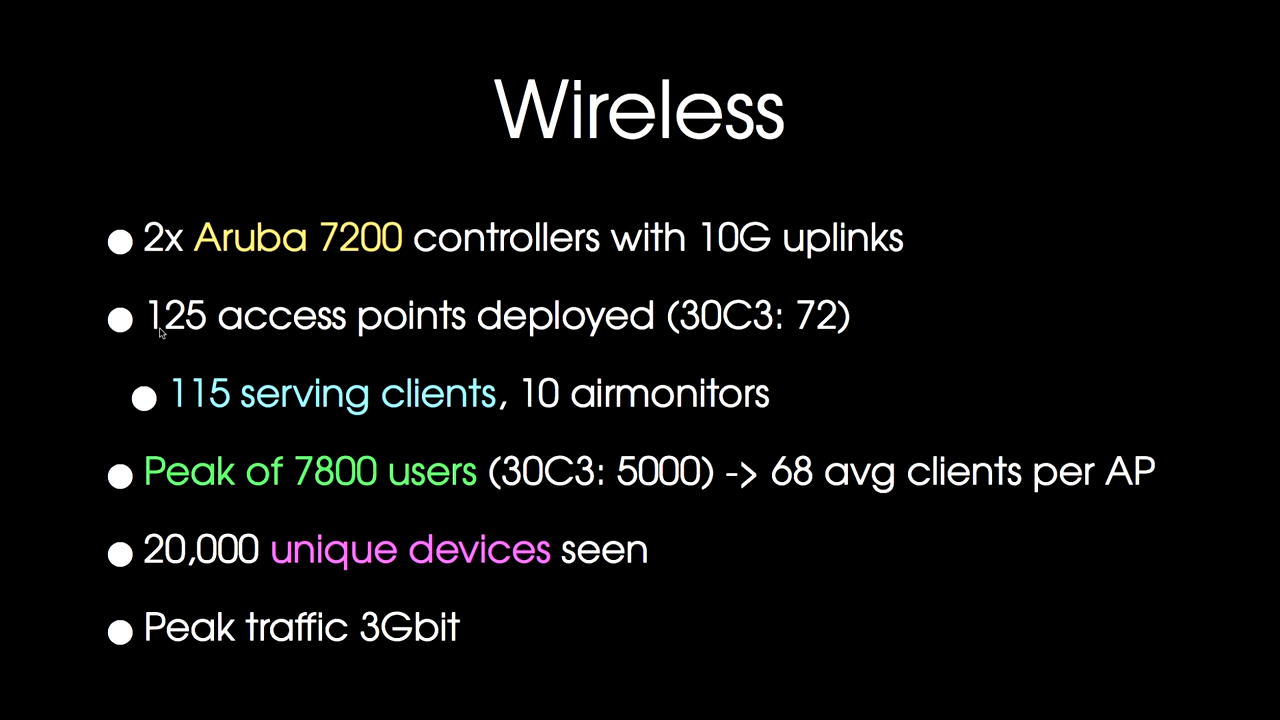 Wireless
2x Aruba 7200 controllers with 10G uplinks
125 access points deployed (30C3: 72)
115 serving clients, 10 airmonitors
Peak of 7800 users (30C3: 5000) -> 68 avg clients per AP
20,000 unique devices seen
Peak traffic 3Gbit